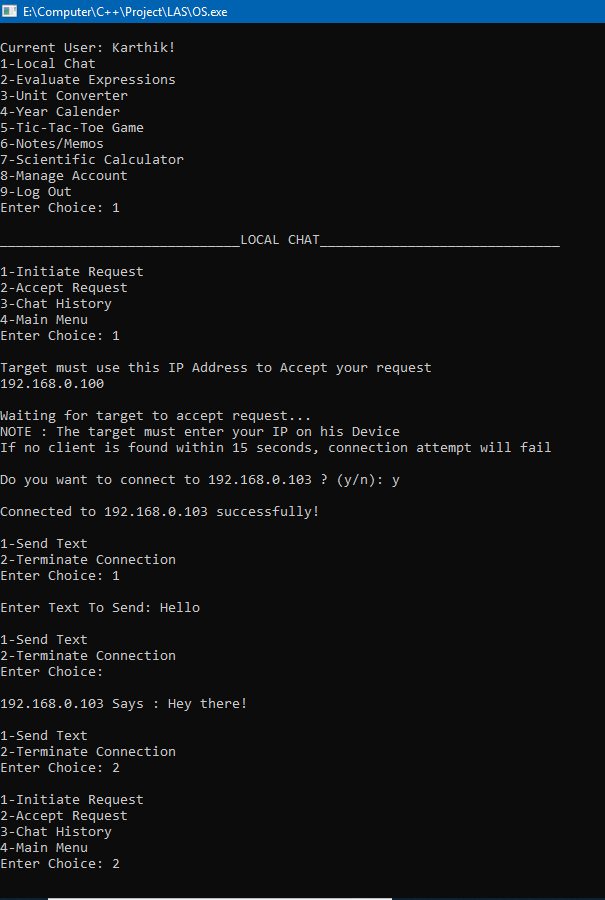 E:\Computer\C++\Project\LAS\OS.exe
Current User: Karthik!
1-Local Chat
2-Evaluate Expressions
3-Unit Converter
4-Year Calender
5-Tic-Tac-Toe Game
6-Notes/Memos
7-Scientific Calculator
8-Manage Account
9-Log Out
Enter Choice: 1
______________________________LOCAL CHAT______________________________
1-Initiate Request
2-Accept Request
3-Chat History
4-Main Menu
Enter Choice: 1
Target must use this IP Address to Accept your request
192.168.0.100
Waiting for target to accept request...
NOTE : The target must enter your IP on his Device
If no client is found within 15 seconds, connection attempt will fail
Do you want to connect to 192.168.0.103 ? (y/n): y
Connected to 192.168.0.103 successfully!
1-Send Text
2-Terminate Connection
Enter Choice: 1
Enter Text To Send: Hello
1-Send Text
2-Terminate Connection
Enter Choice:
192.168.0.103 Says : Hey there!
1-Send Text
2-Terminate Connection
Enter Choice: 2
1-Initiate Request
2-Accept Request
3-Chat History
4-Main Menu
Enter Choice: 2